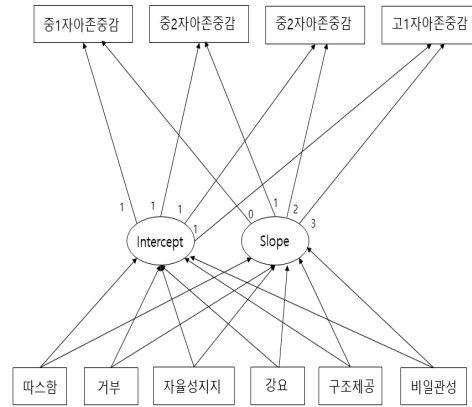 중1자아존중감 중2자아존중감 중2자아존중감 고1자아존중감
1 1 1 1 0 1 2 3
Intercept Slope
따스함 거부 자율성지지 강요 구조제공 비일관성